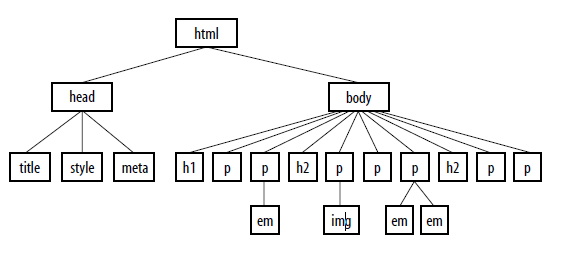 html
head body
title style meta h1 p p h2 p p p h2 p p
em img em em